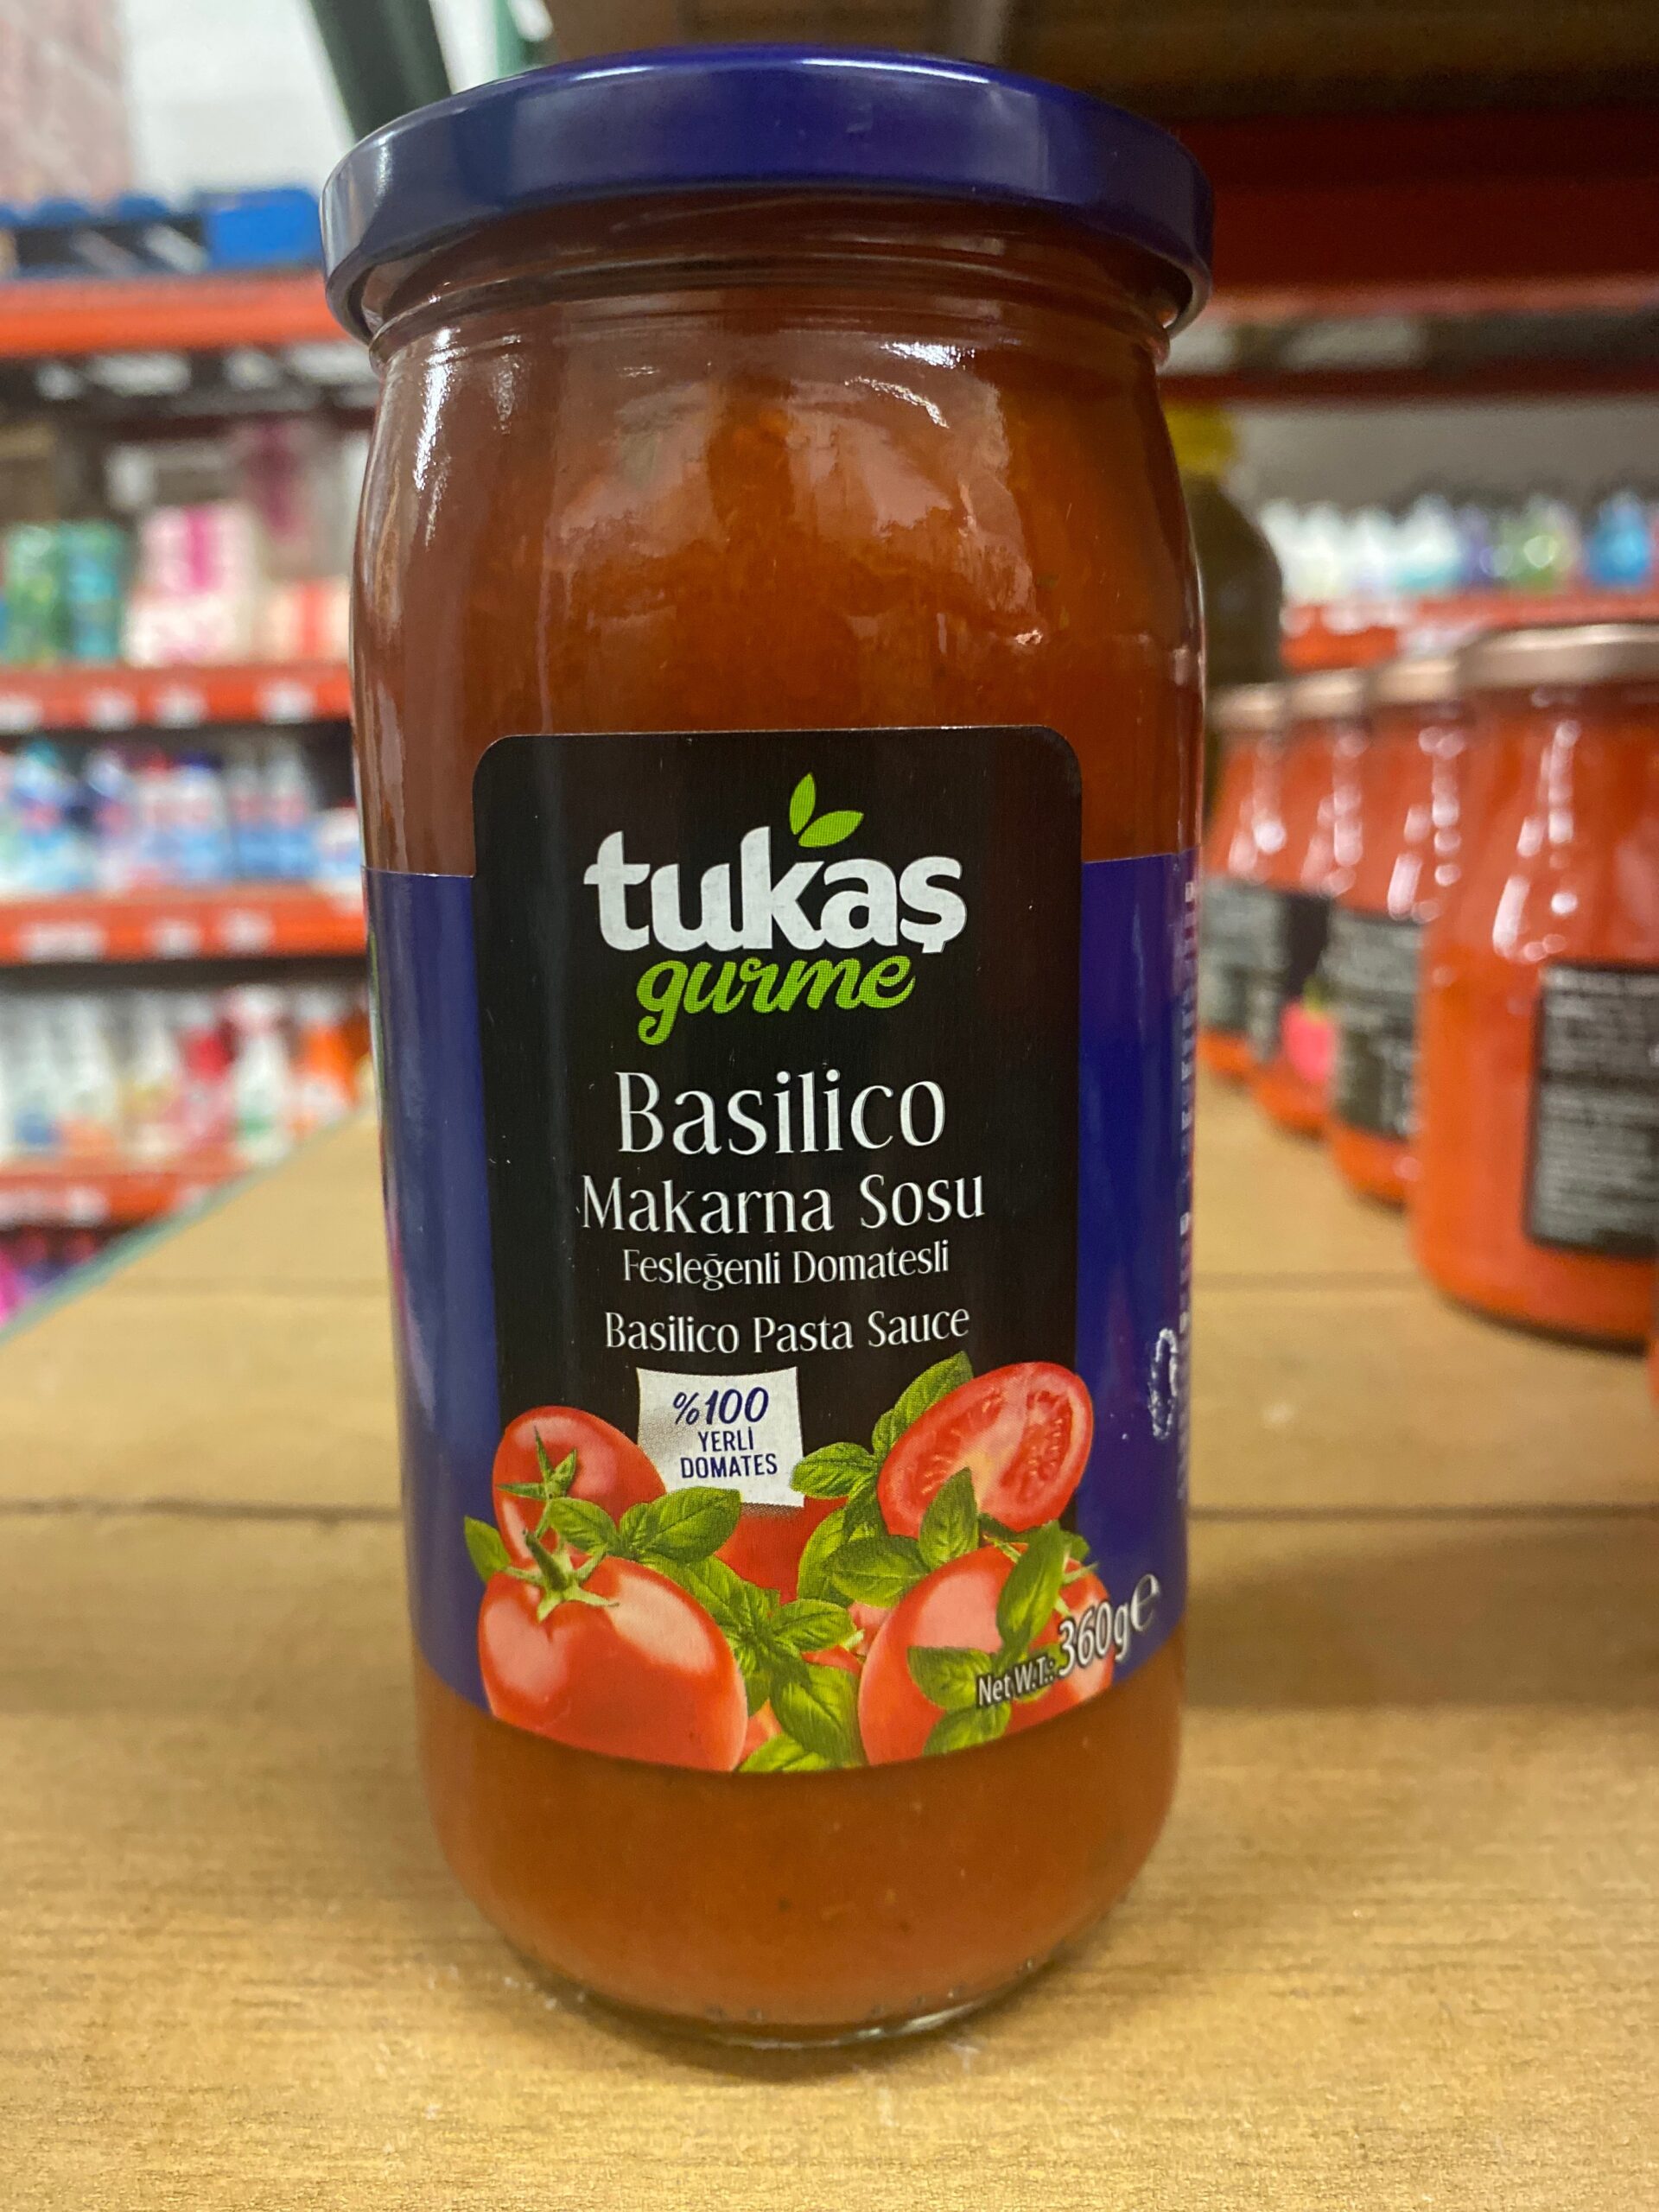 tukaş
gurme
Basilico
Makarna Sosu
Fesleğenli Domatesli
Basilico Pasta Sauce
%100
YERLİ
DOMATES
Net W.T.: 360g e